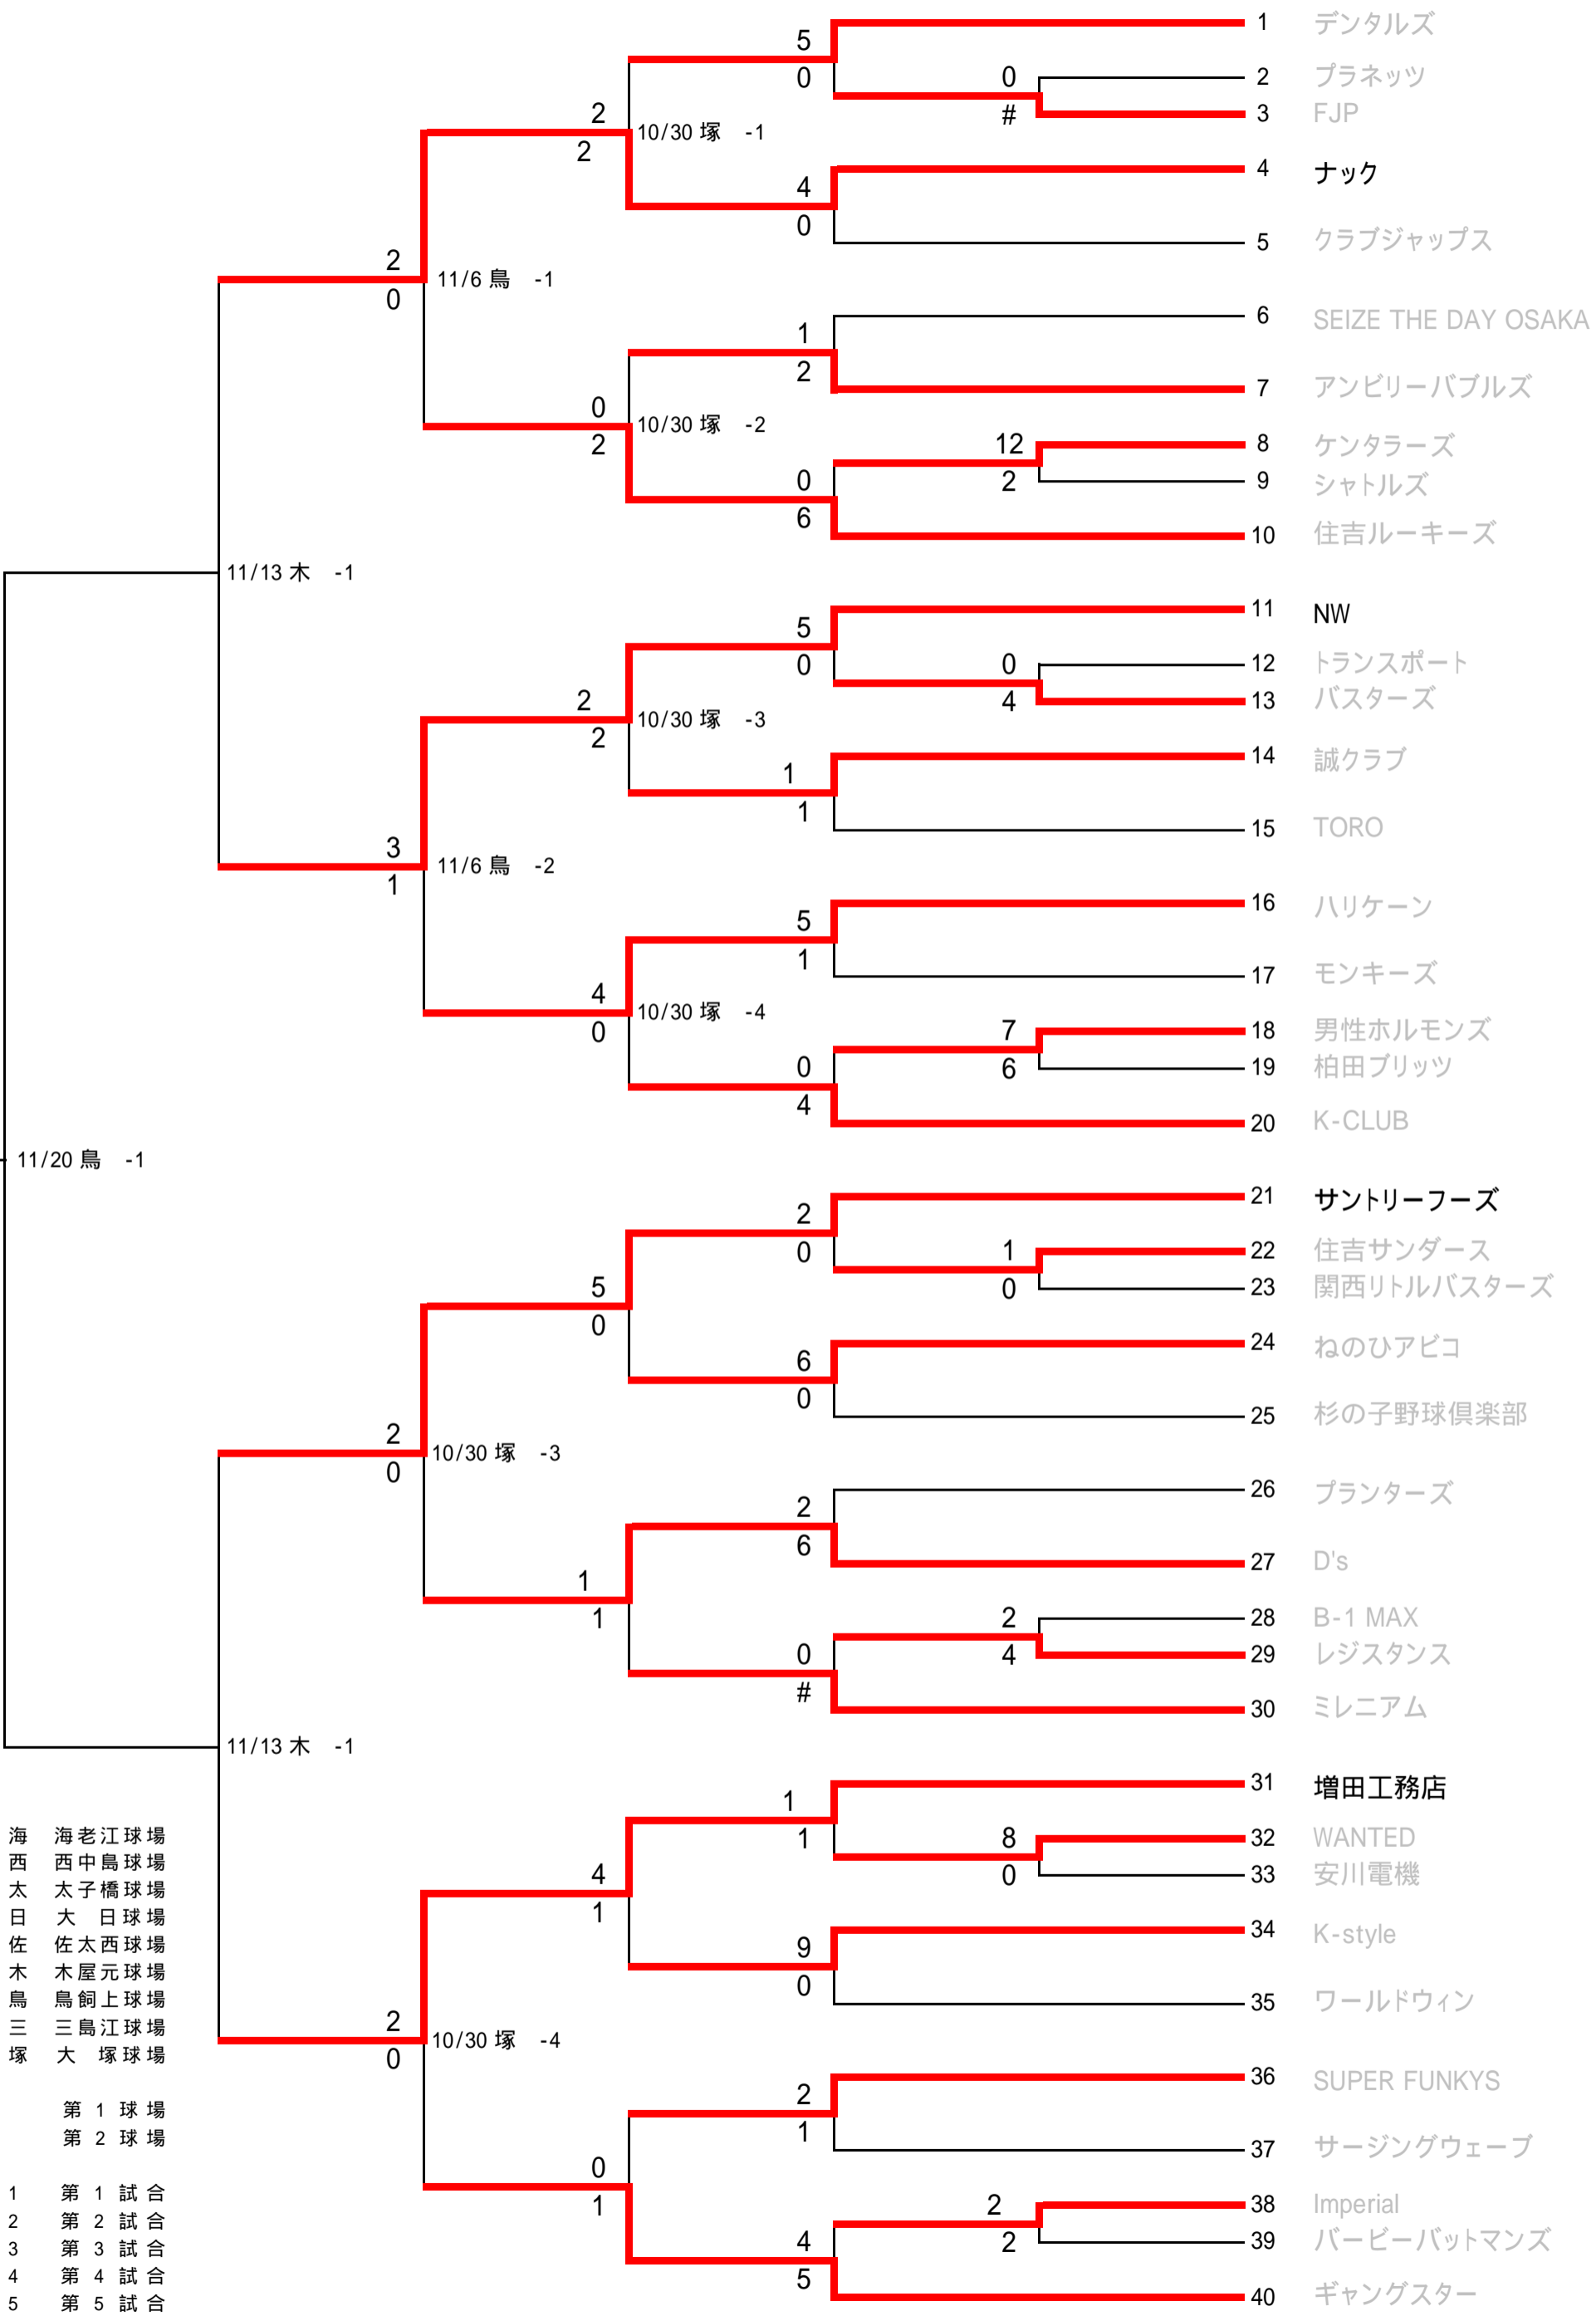 1 デンタルズ
5
0
0
2 プラネッツ
#
3 FJP
2
2
10/30 塚 -1
4
0
4 ナック
5 クラブジャップス
2
0
11/6 鳥 -1
1
2
6 SEIZE THE DAY OSAKA
7 アンビリーバブルズ
0
2
10/30 塚 -2
12
2
8 ケンタラーズ
9 シャトルズ
0
6
10 住吉ルーキーズ
11/13 木 -1
11 NW
5
0
0
4
12 トランスポート
13 バスターズ
2
2
10/30 塚 -3
14 誠クラブ
1
1
15 TORO
3
1
11/6 鳥 -2
16 ハリケーン
5
1
17 モンキーズ
4
0
10/30 塚 -4
7
6
18 男性ホルモンズ
19 柏田ブリッツ
0
4
20 K-CLUB
11/20 鳥 -1
21 サントリーフーズ
2
0
1
0
22 住吉サンダース
23 関西リトルバスターズ
5
0
24 ねのひアビコ
6
0
25 杉の子野球倶楽部
2
0
10/30 塚 -3
26 プランターズ
2
6
27 D's
1
1
2
4
28 B-1 MAX
29 レジスタンス
0
#
30 ミレニアム
11/13 木 -1
31 増田工務店
1
1
8
0
32 WANTED
33 安川電機
4
1
34 K-style
9
0
35 ワールドウィン
2
0
10/30 塚 -4
36 SUPER FUNKYS
2
1
37 サージングウェーブ
0
1
2
2
38 Imperial
39 バービーバットマンズ
4
5
40 ギャングスター
海 海老江球場
西 西中島球場
太 太子橋球場
日 大 日球場
佐 佐太西球場
木 木屋元球場
鳥 鳥飼上球場
三 三島江球場
塚 大 塚球場
第 1 球 場
第 2 球 場
1 第 1 試 合
2 第 2 試 合
3 第 3 試 合
4 第 4 試 合
5 第 5 試 合